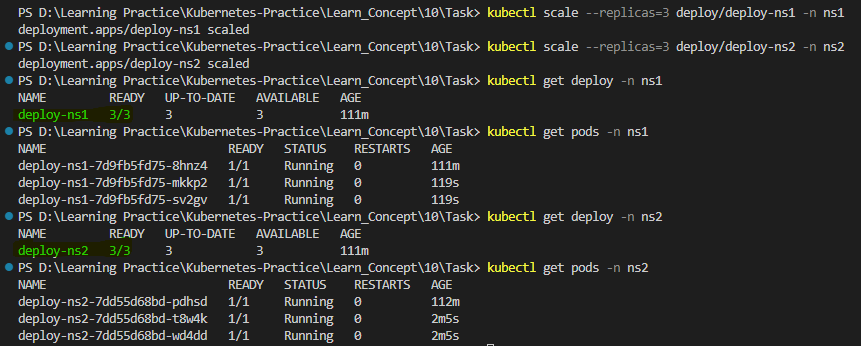 PS D:\Learning Practice\Kubernetes-Practice\Learn_Concept\10\Task> kubectl scale --replicas=3 deploy/deploy-ns1 -n ns1
deployment.apps/deploy-ns1 scaled
PS D:\Learning Practice\Kubernetes-Practice\Learn_Concept\10\Task> kubectl scale --replicas=3 deploy/deploy-ns2 -n ns2
deployment.apps/deploy-ns2 scaled
PS D:\Learning Practice\Kubernetes-Practice\Learn_Concept\10\Task> kubectl get deploy -n ns1
NAME READY UP-TO-DATE AVAILABLE AGE
deploy-ns1 3/3 3 3 111m
PS D:\Learning Practice\Kubernetes-Practice\Learn_Concept\10\Task> kubectl get pods -n ns1
NAME READY STATUS RESTARTS AGE
deploy-ns1-7d9fb5fd75-8hnz4 1/1 Running 0 111m
deploy-ns1-7d9fb5fd75-mkkp2 1/1 Running 0 119s
deploy-ns1-7d9fb5fd75-sv2gv 1/1 Running 0 119s
PS D:\Learning Practice\Kubernetes-Practice\Learn_Concept\10\Task> kubectl get deploy -n ns2
NAME READY UP-TO-DATE AVAILABLE AGE
deploy-ns2 3/3 3 3 111m
PS D:\Learning Practice\Kubernetes-Practice\Learn_Concept\10\Task> kubectl get pods -n ns2
NAME READY STATUS RESTARTS AGE
deploy-ns2-7dd55d68bd-pdhsd 1/1 Running 0 112m
deploy-ns2-7dd55d68bd-t8w4k 1/1 Running 0 2m5s
deploy-ns2-7dd55d68bd-wd4dd 1/1 Running 0 2m5s